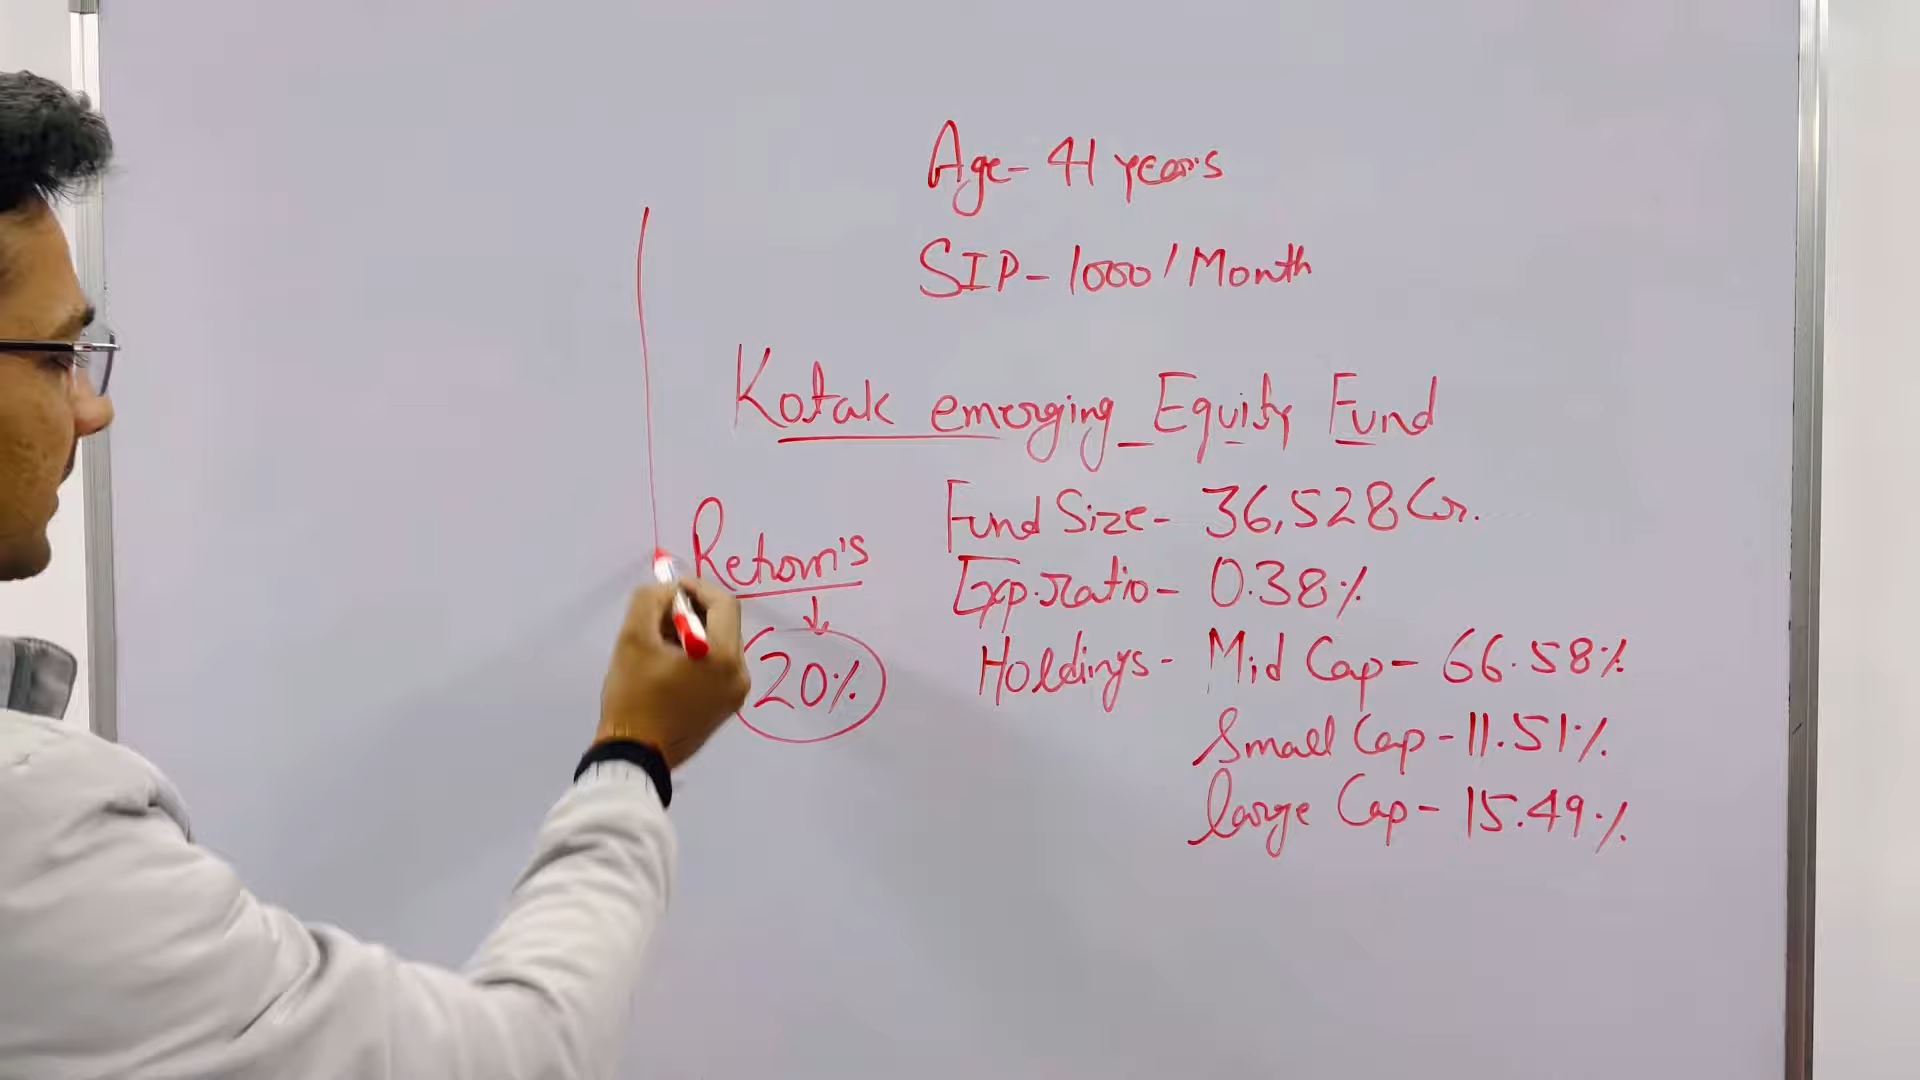 Age- 41 years
SIP- 1000/Month
Kotak emerging Equity Fund
Fund Size- 36,528 Cr.
Exp.ratio- 0.38%
Holdings- Mid Cap- 66.58%
Small Cap- 11.51%
large Cap- 15.49%
Return's
20%